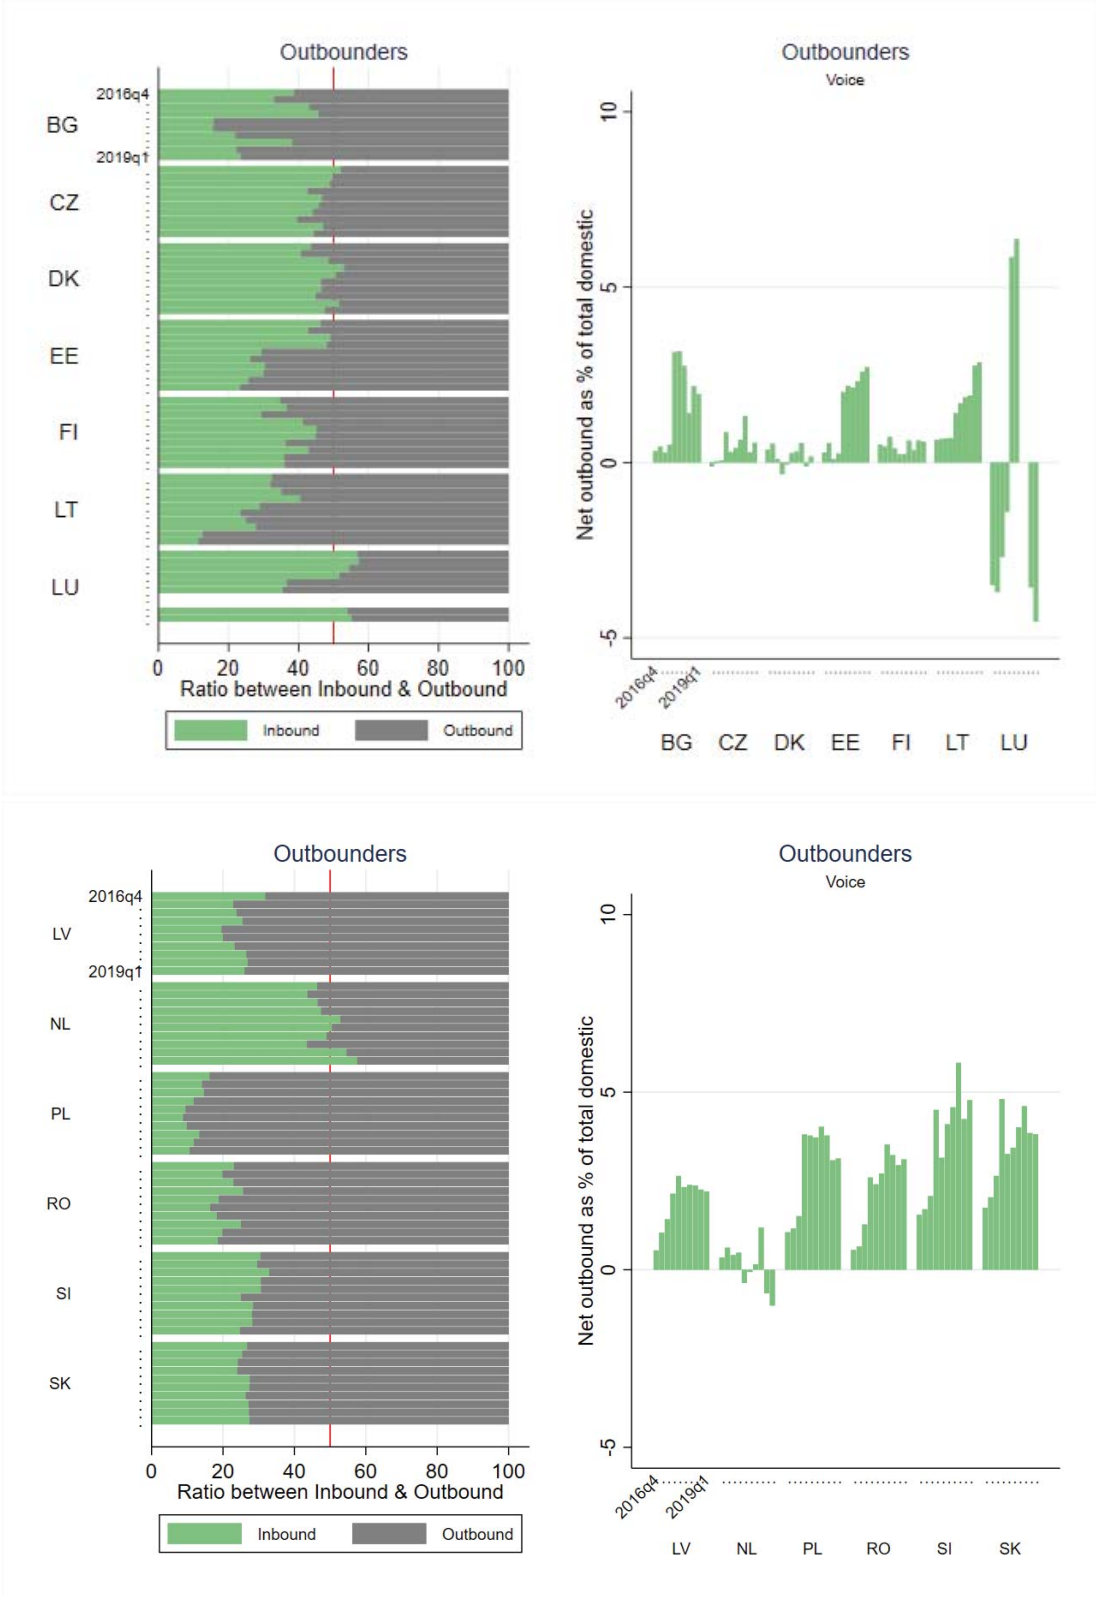 Outbounders
2016q4
BG
2019q1
CZ
DK
EE
FI
LT
LU
0 20 40 60 80 100
Ratio between Inbound & Outbound
Inbound Outbound
Outbounders
Voice
Net outbound as % of total domestic
10
5
0
-5
2016q4 2019q1
BG CZ DK EE FI LT LU
Outbounders
2016q4
LV
2019q1
NL
PL
RO
SI
SK
0 20 40 60 80 100
Ratio between Inbound & Outbound
Inbound Outbound
Outbounders
Voice
Net outbound as % of total domestic
10
5
0
-5
2016q4 2019q1
LV NL PL RO SI SK